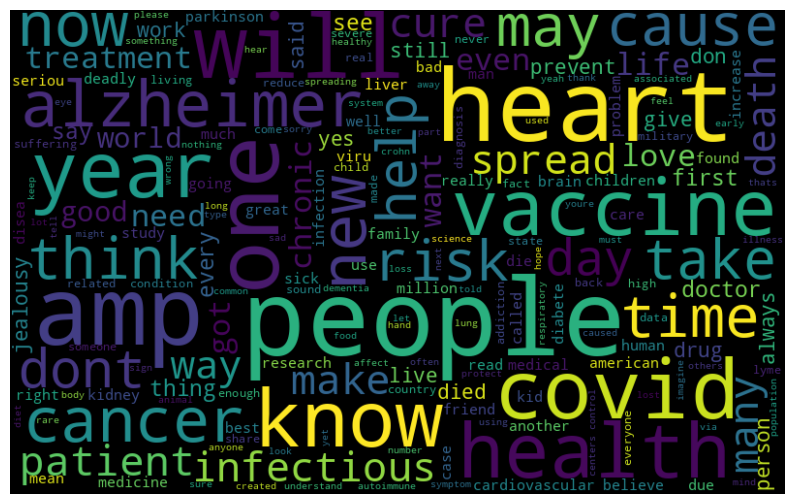 now
work
parkinson
please
something
will
hear
said
see
severe
healthy
cure
real
never
may
cause
treatment
still
yeah
thank
associated
seriou
deadly
living
reduce
spreading
liver
bad
even
man
prevent
life
don
increase
alzheimer
eye
system
away
used
feel
problem
early
death
suffering
say
world
come
sorry
well
better
part
heart
give
military
nothing
much
yes
crohn
diagnosis
year
wrong
keep
going
one
chronic
viru
child
made
help
want
spread
love
found
first
long
infection
really
fact
brain
children
thats
good
need
type
great
new
family
vaccine
youre
disea
lot
tell
study
sad
science
state
care
must
illness
think
might
every
use
loss
risk
die
day
take
jealousy
related
condition
sick
sound
million
told
next
hope
back
high
doctor
always
common
dementia
addiction
called
respiratory
diabete
caused
data
lost
amp
someone
got
people
food
let
hand
lung
time
human
drug
imagine
others
population
dont
sign
way
research
affect
often
read
medical
protect
american
lyme
right
kidney
thing
animal
enough
make
live
country
died
covid
kid
many
diet
body
rare
cancer
best
share
anyone
know
look
yet
friend
using
another
centers control
everyone
via
person
patient
mean
medicine
sure
created
infectious
understand
number
autoimmune
case
symptom
health
cardiovascular
believe
due
mind